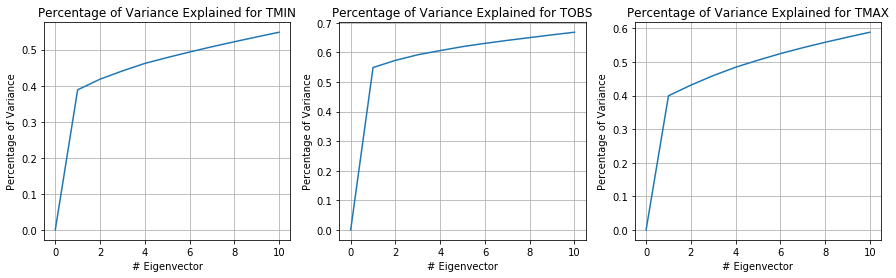 Percentage of Variance Explained for TMIN
Percentage of Variance
0.5
0.4
0.3
0.2
0.1
0.0
0 2 4 6 8 10
# Eigenvector
Percentage of Variance Explained for TOBS
Percentage of Variance
0.7
0.6
0.5
0.4
0.3
0.2
0.1
0.0
0 2 4 6 8 10
# Eigenvector
Percentage of Variance Explained for TMAX
Percentage of Variance
0.6
0.5
0.4
0.3
0.2
0.1
0.0
0 2 4 6 8 10
# Eigenvector